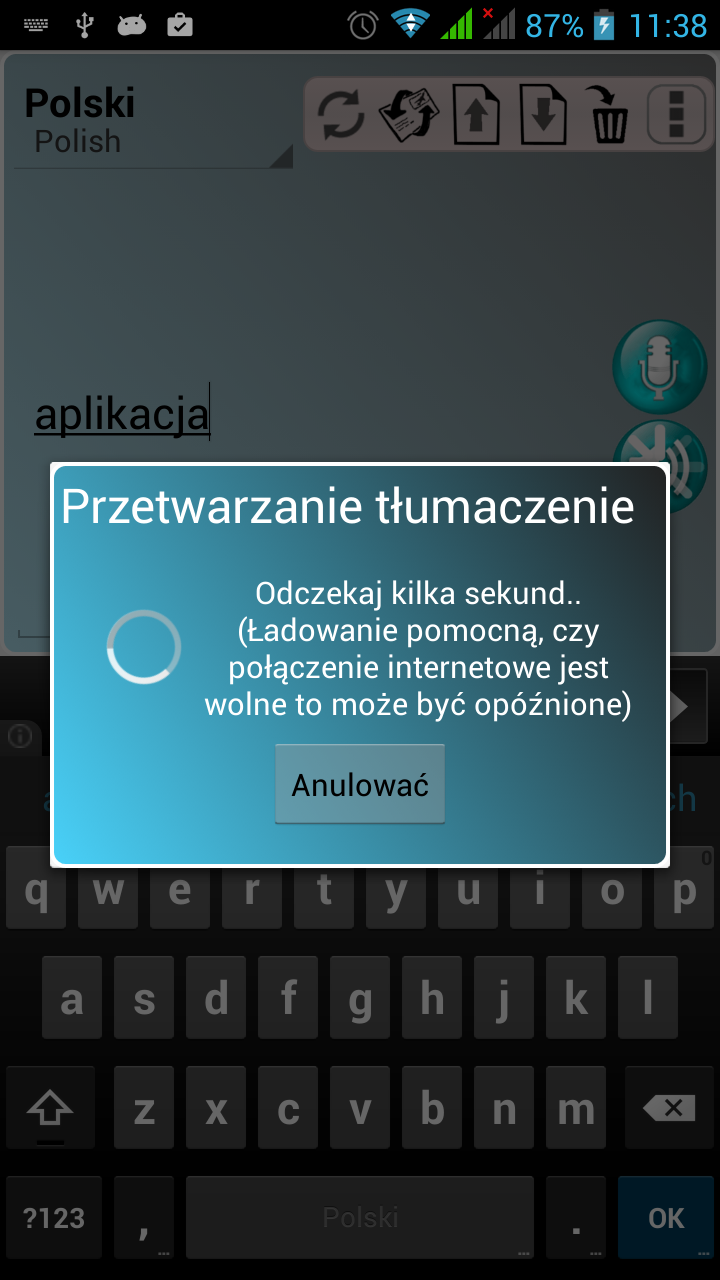 87% 11:38
Polski
Polish
aplikacja
Przetwarzanie tłumaczenie
Odczekaj kilka sekund..
(Ładowanie pomocną, czy
połączenie internetowe jest
wolne to może być opóźnione)
Anulować
q w e r t y u i o p 0
a s d f g h j k l
z x c v b n m
?123 , Polski . OK